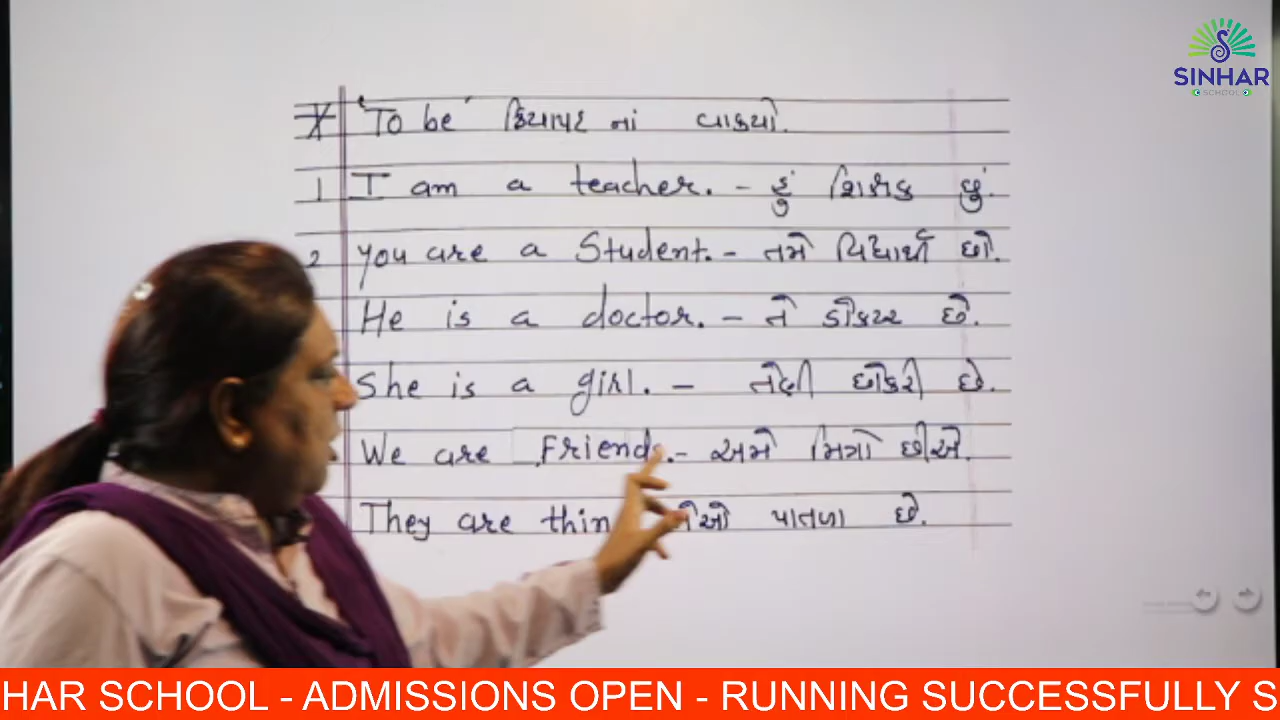 SINHAR
SCHOOL
* "To be" ક્રિયાપદ નાં વાક્યો.
1 I am a teacher. - હું શિક્ષક છું.
2 You are a Student. - તમે વિદ્યાર્થી છો.
He is a doctor. - તે ડોક્ટર છે.
She is a girl. - તેણી છોકરી છે.
We are Friends. - અમે મિત્રો છીએ.
They are thin તેઓ પાતળા છે.
HAR SCHOOL - ADMISSIONS OPEN - RUNNING SUCCESSFULLY S